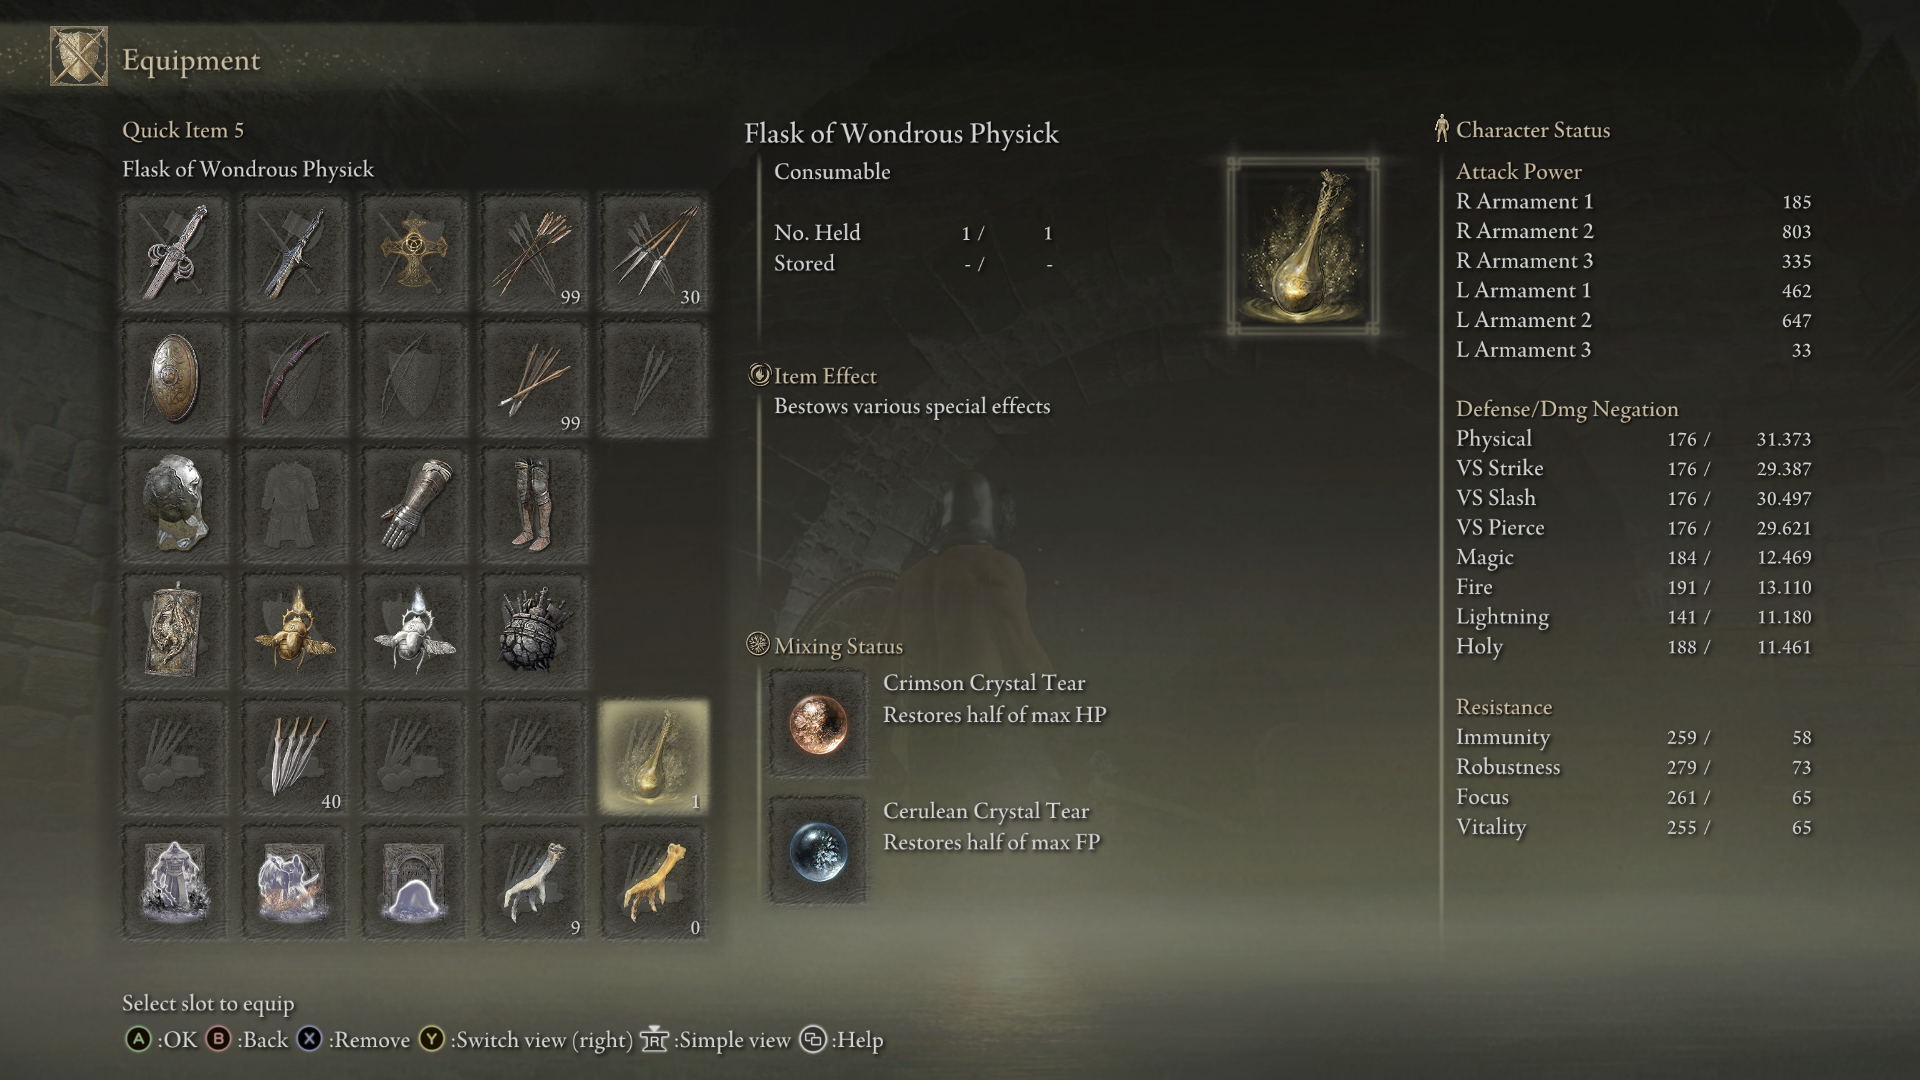 Equipment
Quick Item 5
Flask of Wondrous Physick
99
30
99
40
1
9
0
Select slot to equip
A :OK B :Back X :Remove Y :Switch view (right) R :Simple view :Help
Flask of Wondrous Physick
Consumable
No. Held 1 / 1
Stored - / -
Item Effect
Bestows various special effects
Mixing Status
Crimson Crystal Tear
Restores half of max HP
Cerulean Crystal Tear
Restores half of max FP
Character Status
Attack Power
R Armament 1 185
R Armament 2 803
R Armament 3 335
L Armament 1 462
L Armament 2 647
L Armament 3 33
Defense/Dmg Negation
Physical 176 / 31.373
VS Strike 176 / 29.387
VS Slash 176 / 30.497
VS Pierce 176 / 29.621
Magic 184 / 12.469
Fire 191 / 13.110
Lightning 141 / 11.180
Holy 188 / 11.461
Resistance
Immunity 259 / 58
Robustness 279 / 73
Focus 261 / 65
Vitality 255 / 65